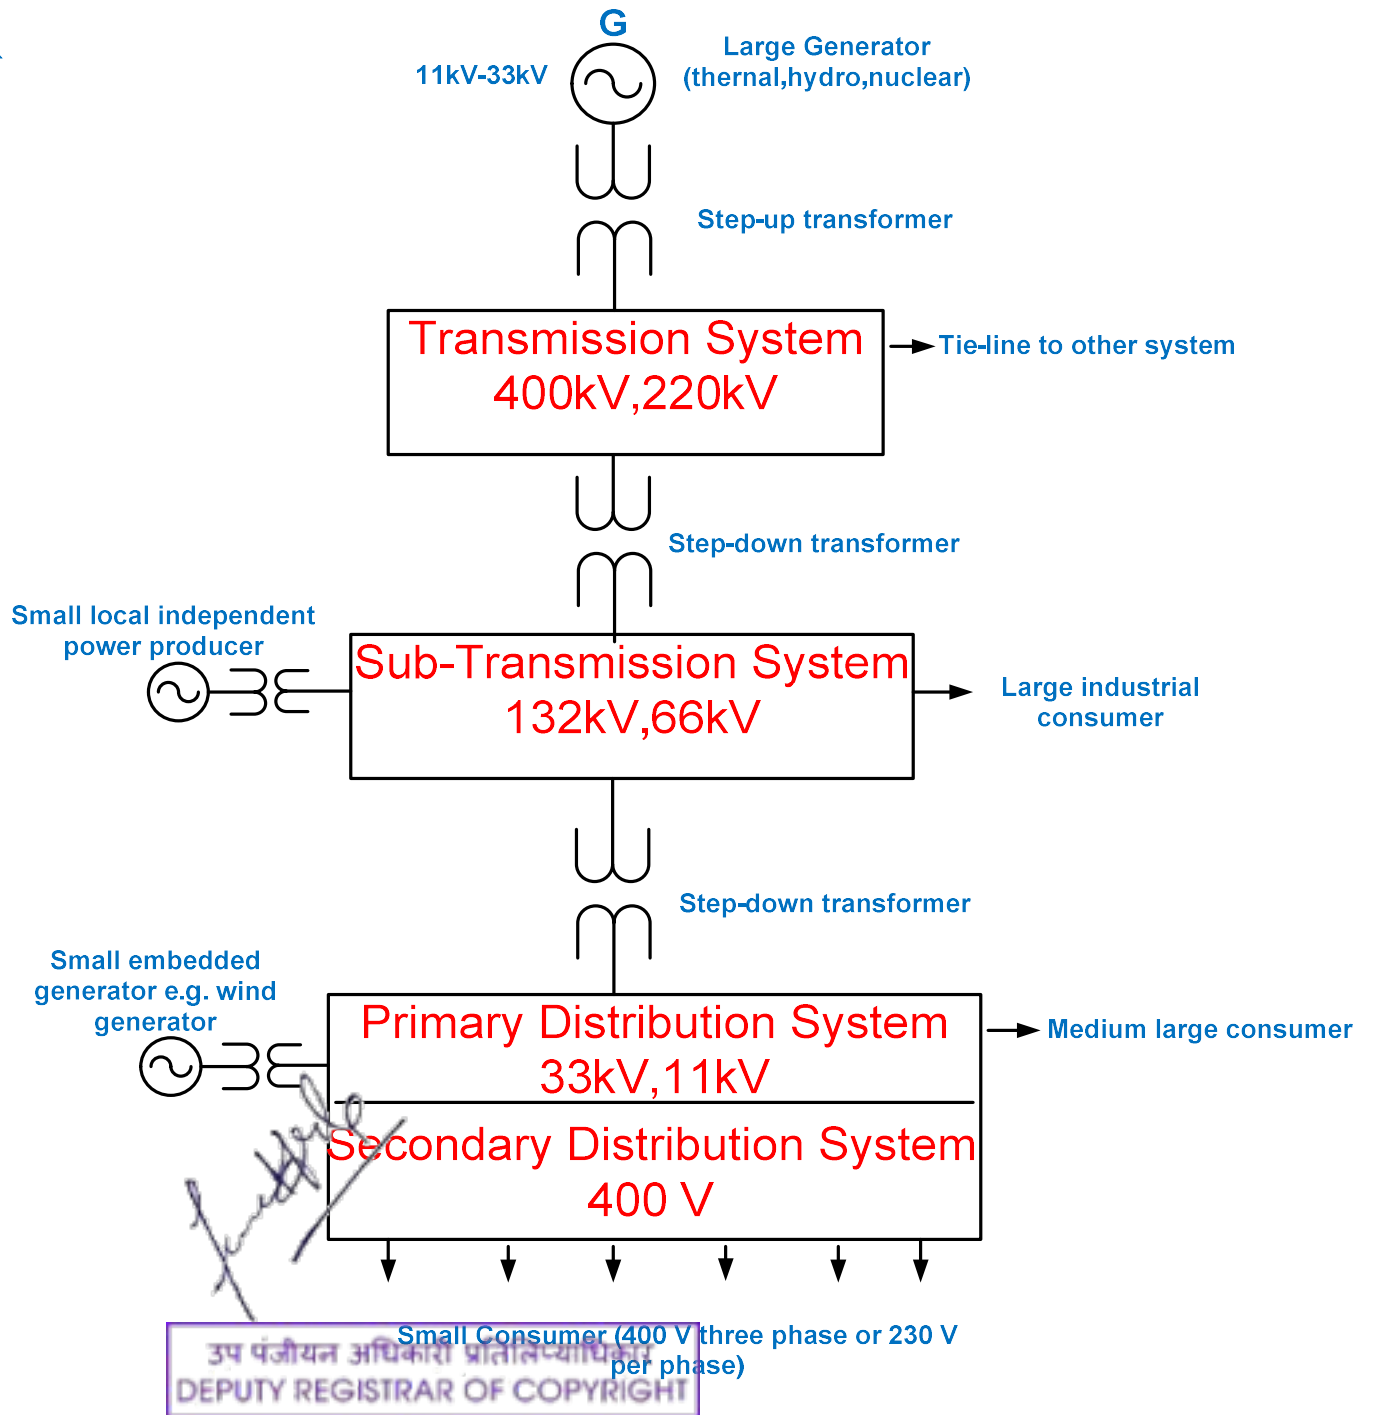 G
11kV-33kV
Large Generator
(thernal,hydro,nuclear)
Step-up transformer
Transmission System
400kV,220kV
Tie-line to other system
Step-down transformer
Small local independent
power producer
Sub-Transmission System
132kV,66kV
Large industrial
consumer
Step-down transformer
Small embedded
generator e.g. wind
generator
Primary Distribution System
33kV,11kV
Medium large consumer
Secondary Distribution System
400 V
Small Consumer (400 V three phase or 230 V
per phase)
उप पंजीयन अधिकारी प्रतिलिप्याधिकार
DEPUTY REGISTRAR OF COPYRIGHT